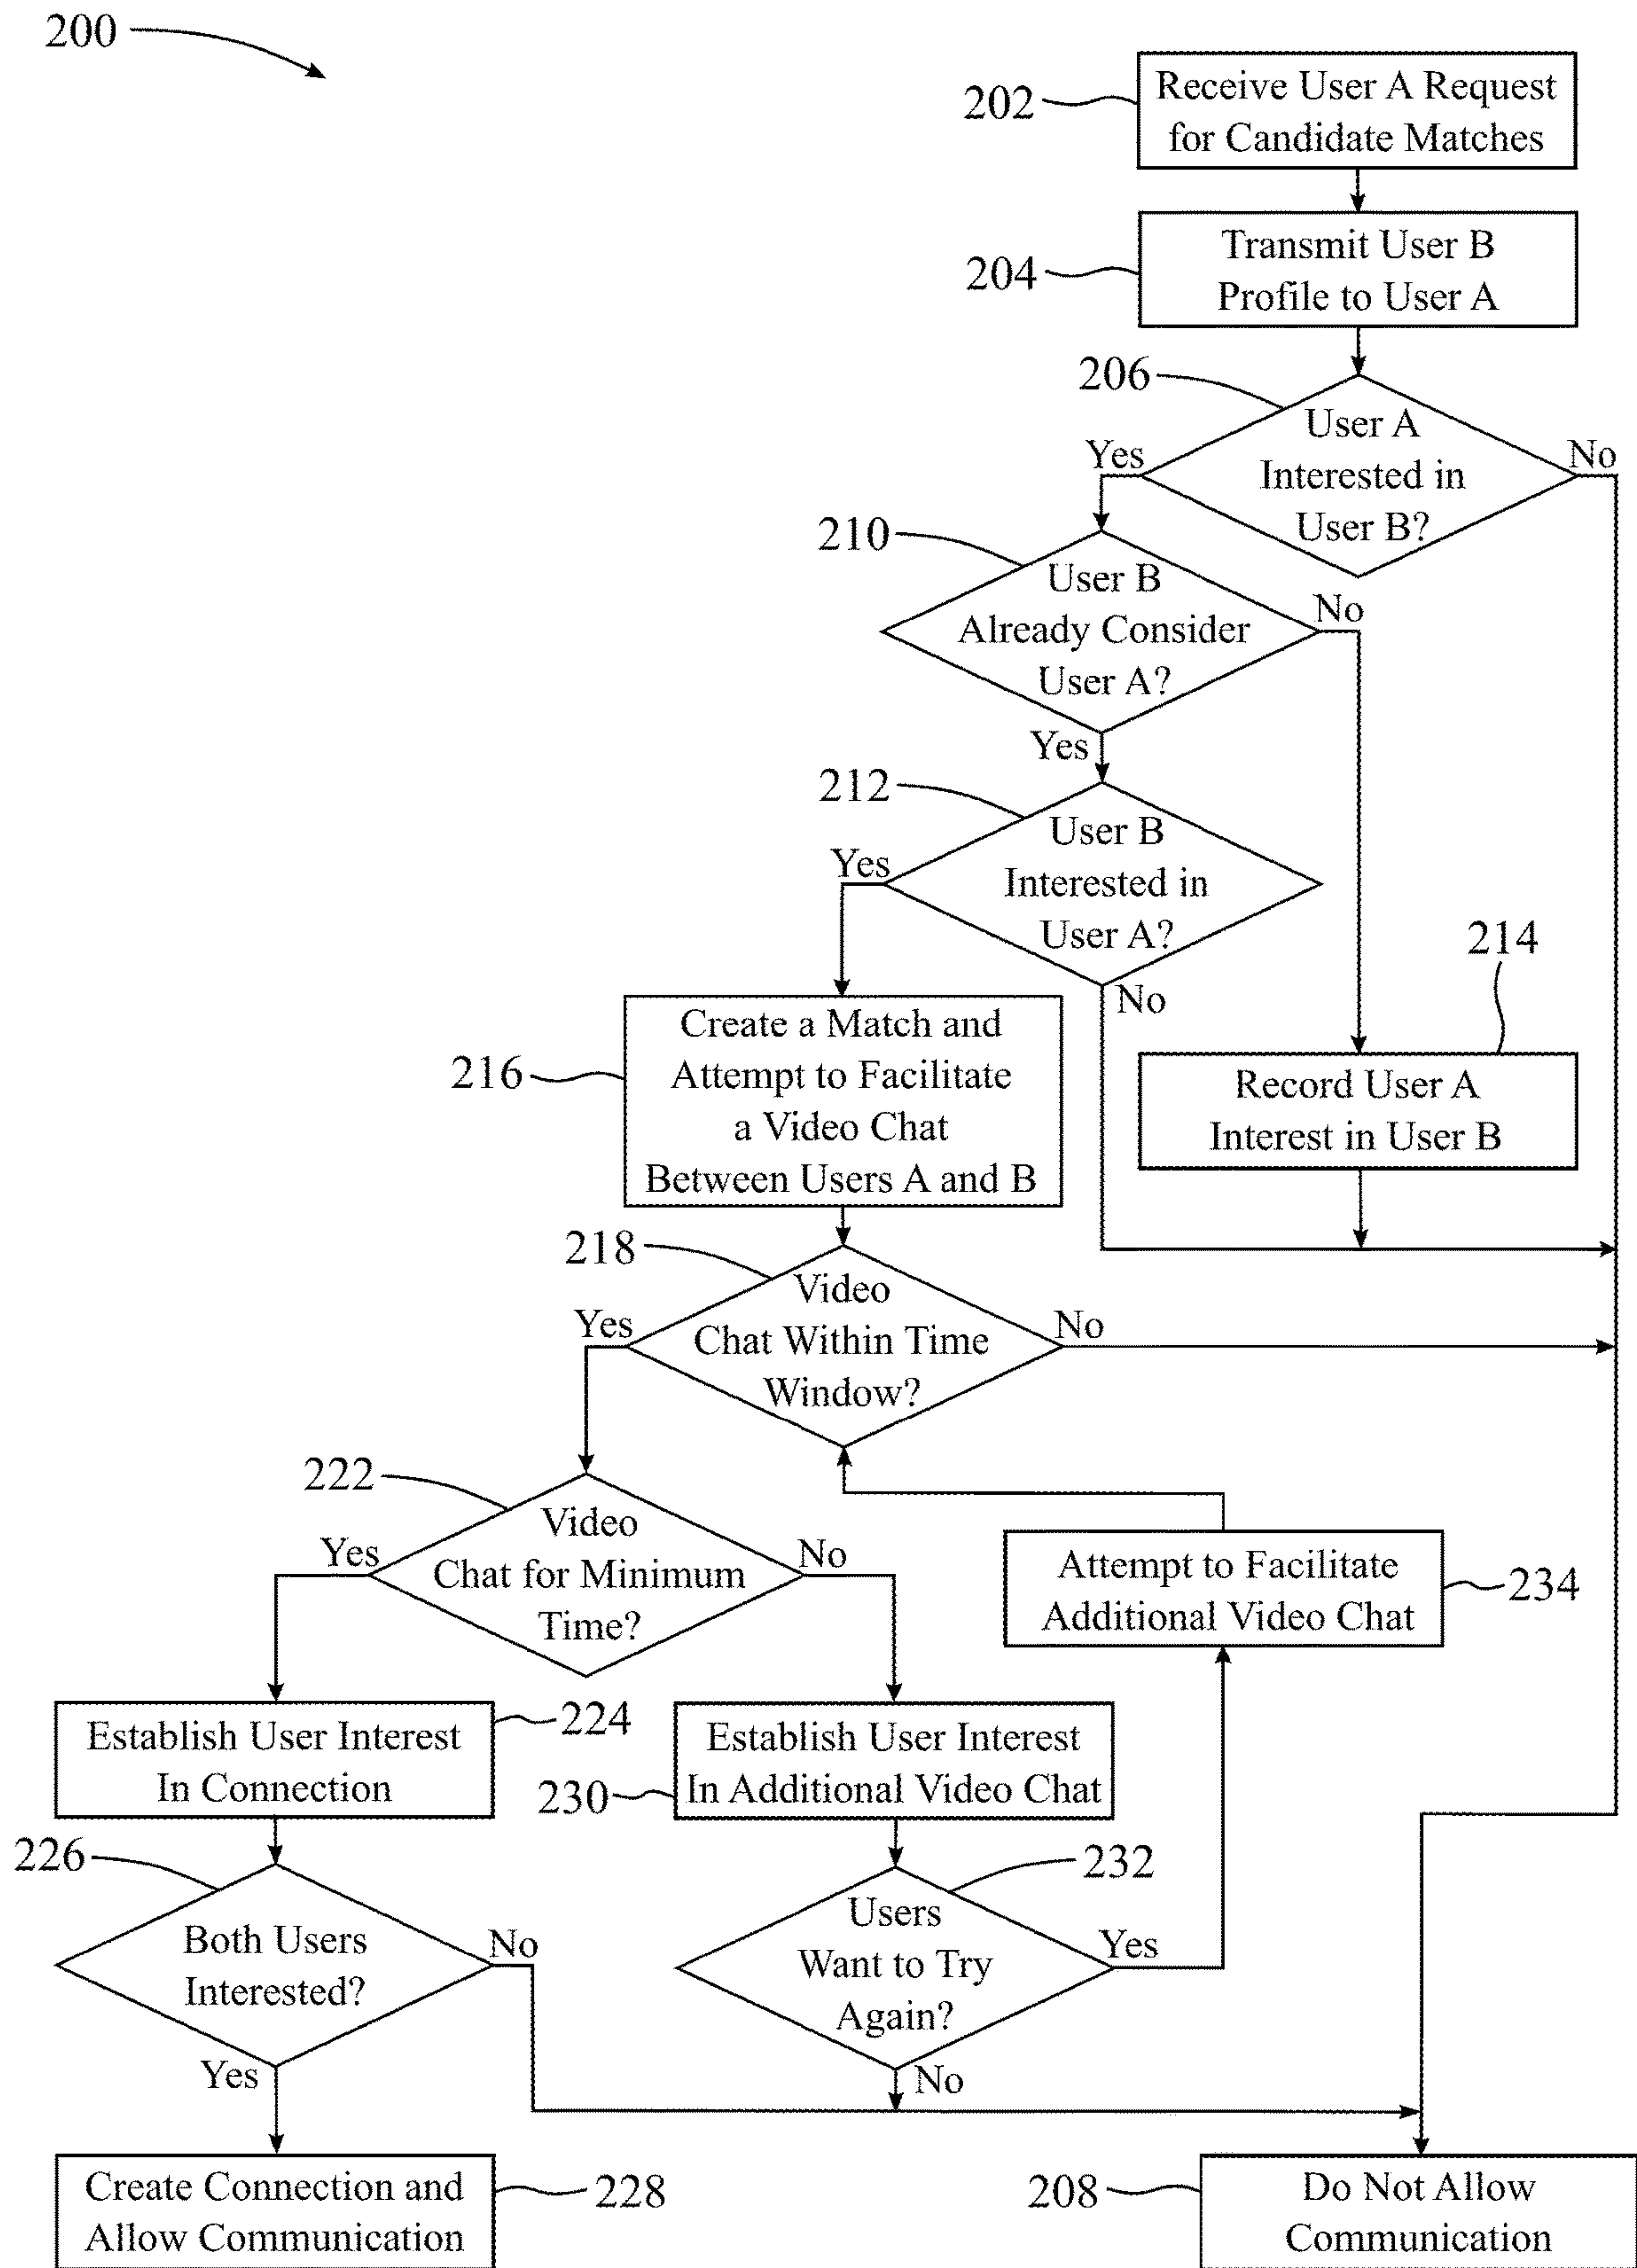 200
202
Receive User A Request
for Candidate Matches
204
Transmit User B
Profile to User A
206
User A
Interested in
User B?
Yes
No
210
User B
Already Consider
User A?
No
Yes
212
User B
Interested in
User A?
Yes
No
214
Record User A
Interest in User B
216
Create a Match and
Attempt to Facilitate
a Video Chat
Between Users A and B
218
Video
Chat Within Time
Window?
Yes
No
222
Video
Chat for Minimum
Time?
Yes
No
Attempt to Facilitate
Additional Video Chat
234
Establish User Interest
In Connection
224
Establish User Interest
In Additional Video Chat
230
226
Both Users
Interested?
No
Yes
232
Users
Want to Try
Again?
Yes
No
Create Connection and
Allow Communication
228
208
Do Not Allow
Communication